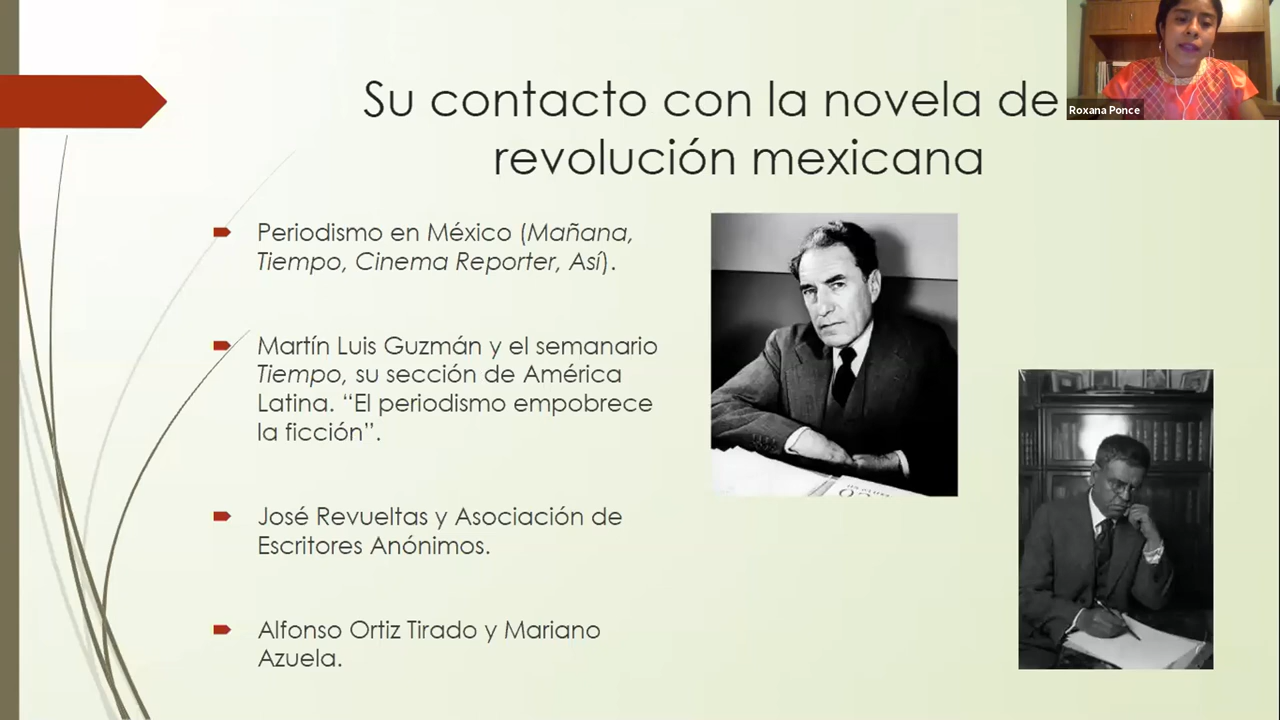 Su contacto con la novela de
revolución mexicana
Roxana Ponce
Periodismo en México (Mañana,
Tiempo, Cinema Reporter, Así).
Martín Luis Guzmán y el semanario
Tiempo, su sección de América
Latina. “El periodismo empobrece
la ficción”.
José Revueltas y Asociación de
Escritores Anónimos.
Alfonso Ortiz Tirado y Mariano
Azuela.